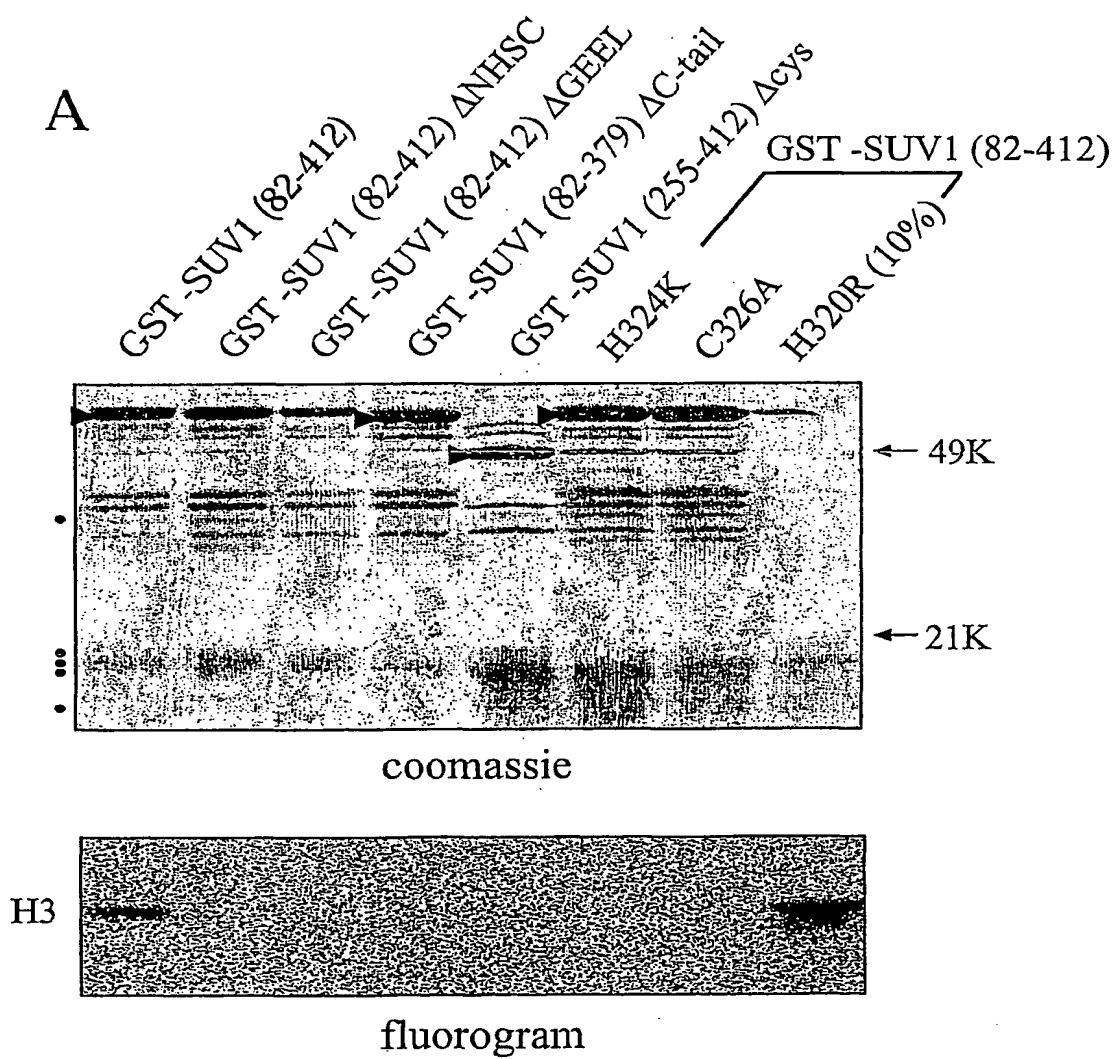 A
GST -SUV1 (82-412)
GST -SUV1 (82-412) ΔNHSC
GST -SUV1 (82-412) ΔGEEL
GST -SUV1 (82-379) ΔC-tail
GST -SUV1 (255-412) Δcys
GST -SUV1 (82-412)
H324K
C326A
H320R (10%)
49K
21K
coomassie
H3
fluorogram